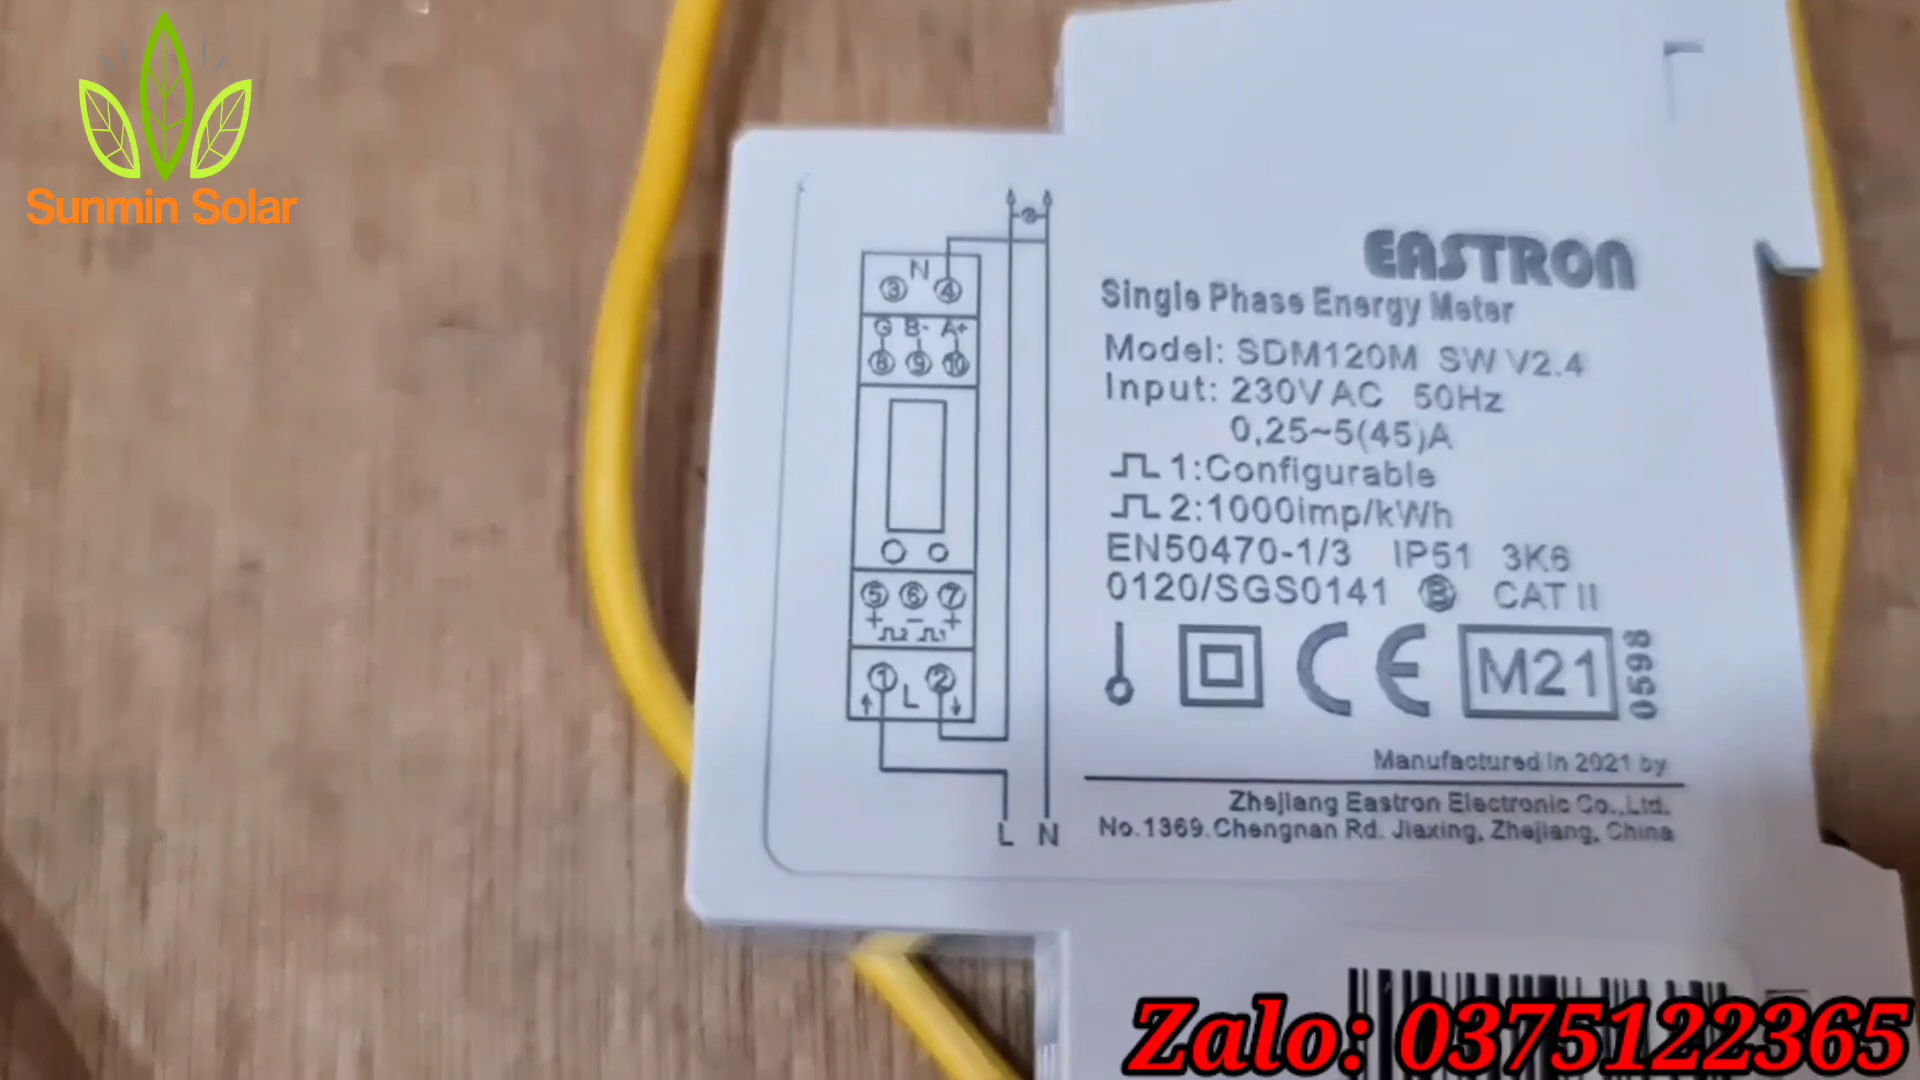 Sunmin Solar
N
3 4
G B- A+
8 9 10
5 6 7
+ - +
2 1
1 L 2
L N
EASTRON
Single Phase Energy Meter
Model: SDM120M SW V2.4
Input: 230V AC 50Hz
0,25~5(45)A
1:Configurable
2:1000imp/kWh
EN50470-1/3 IP51 3K6
0120/SGS0141 B CAT II
CE M21 0598
Manufactured in 2021 by
Zhejiang Eastron Electronic Co.,Ltd.
No.1369.Chengnan Rd. Jiaxing, Zhejiang, China
Zalo: 0375122365